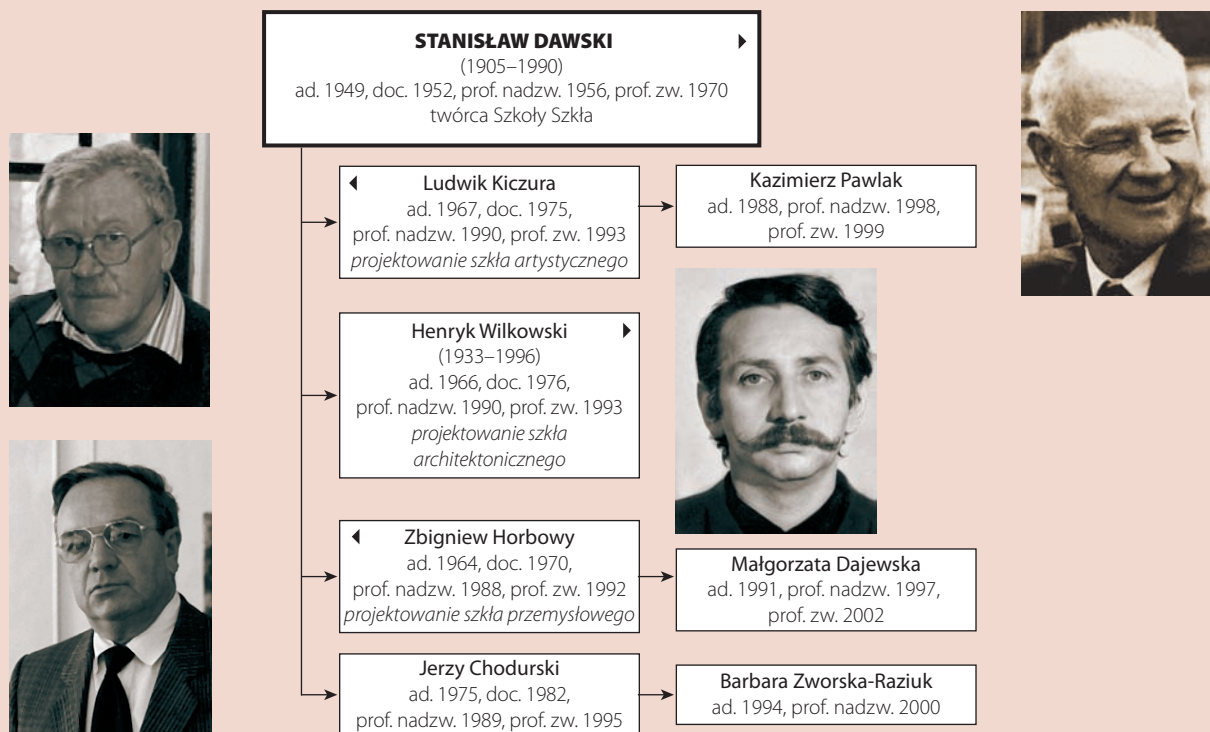 STANISŁAW DAWSKI
(1905–1990)
ad. 1949, doc. 1952, prof. nadzw. 1956, prof. zw. 1970
twórca Szkoły Szkła
Ludwik Kiczura
ad. 1967, doc. 1975,
prof. nadzw. 1990, prof. zw. 1993
projektowanie szkła artystycznego
Kazimierz Pawlak
ad. 1988, prof. nadzw. 1998,
prof. zw. 1999
Henryk Wilkowski
(1933–1996)
ad. 1966, doc. 1976,
prof. nadzw. 1990, prof. zw. 1993
projektowanie szkła
architektonicznego
Zbigniew Horbowy
ad. 1964, doc. 1970,
prof. nadzw. 1988, prof. zw. 1992
projektowanie szkła przemysłowego
Małgorzata Dajewska
ad. 1991, prof. nadzw. 1997,
prof. zw. 2002
Jerzy Chodurski
ad. 1975, doc. 1982,
prof. nadzw. 1989, prof. zw. 1995
Barbara Zworska-Raziuk
ad. 1994, prof. nadzw. 2000